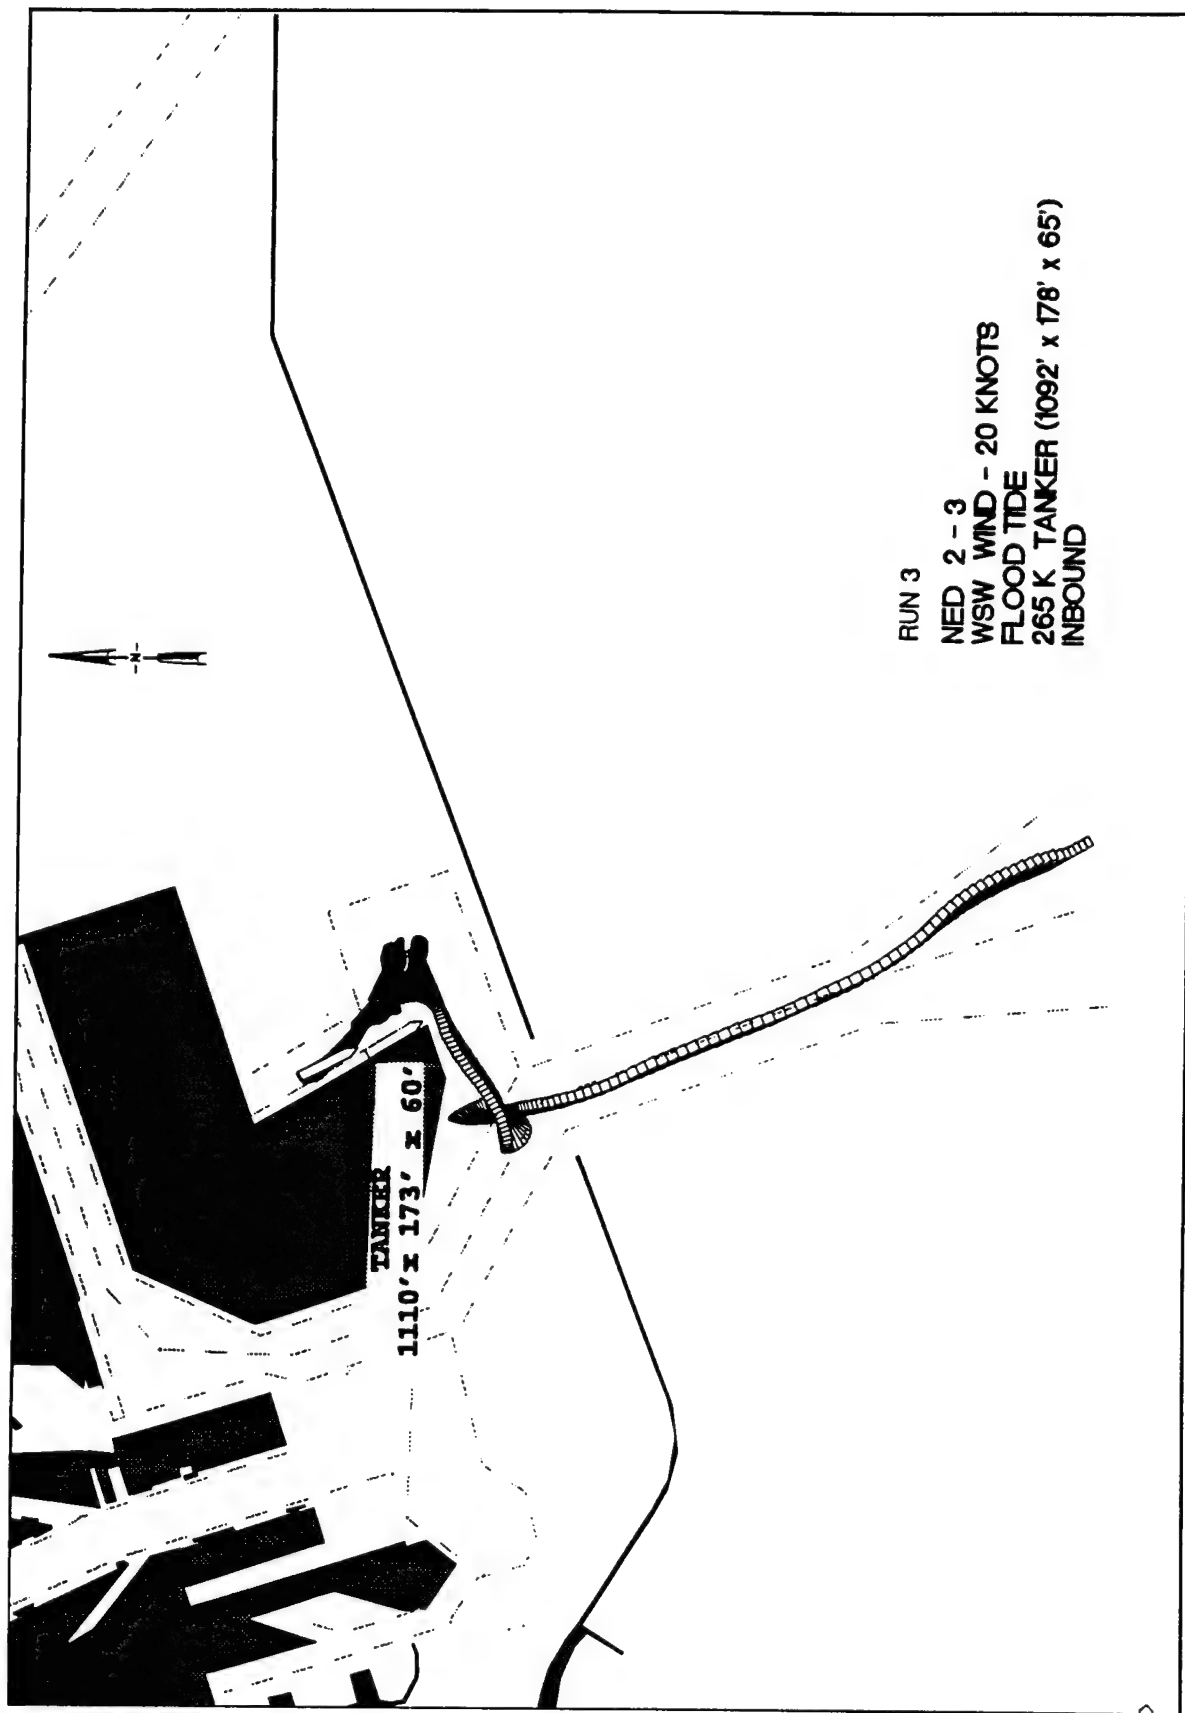 -N-
TANKER
1110'x 173' x 60'
RUN 3
NED 2 - 3
WSW WIND - 20 KNOTS
FLOOD TIDE
265 K TANKER (1092' x 178' x 65')
INBOUND